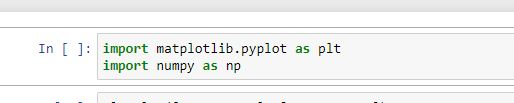 In [ ]: import matplotlib.pyplot as plt
import numpy as np